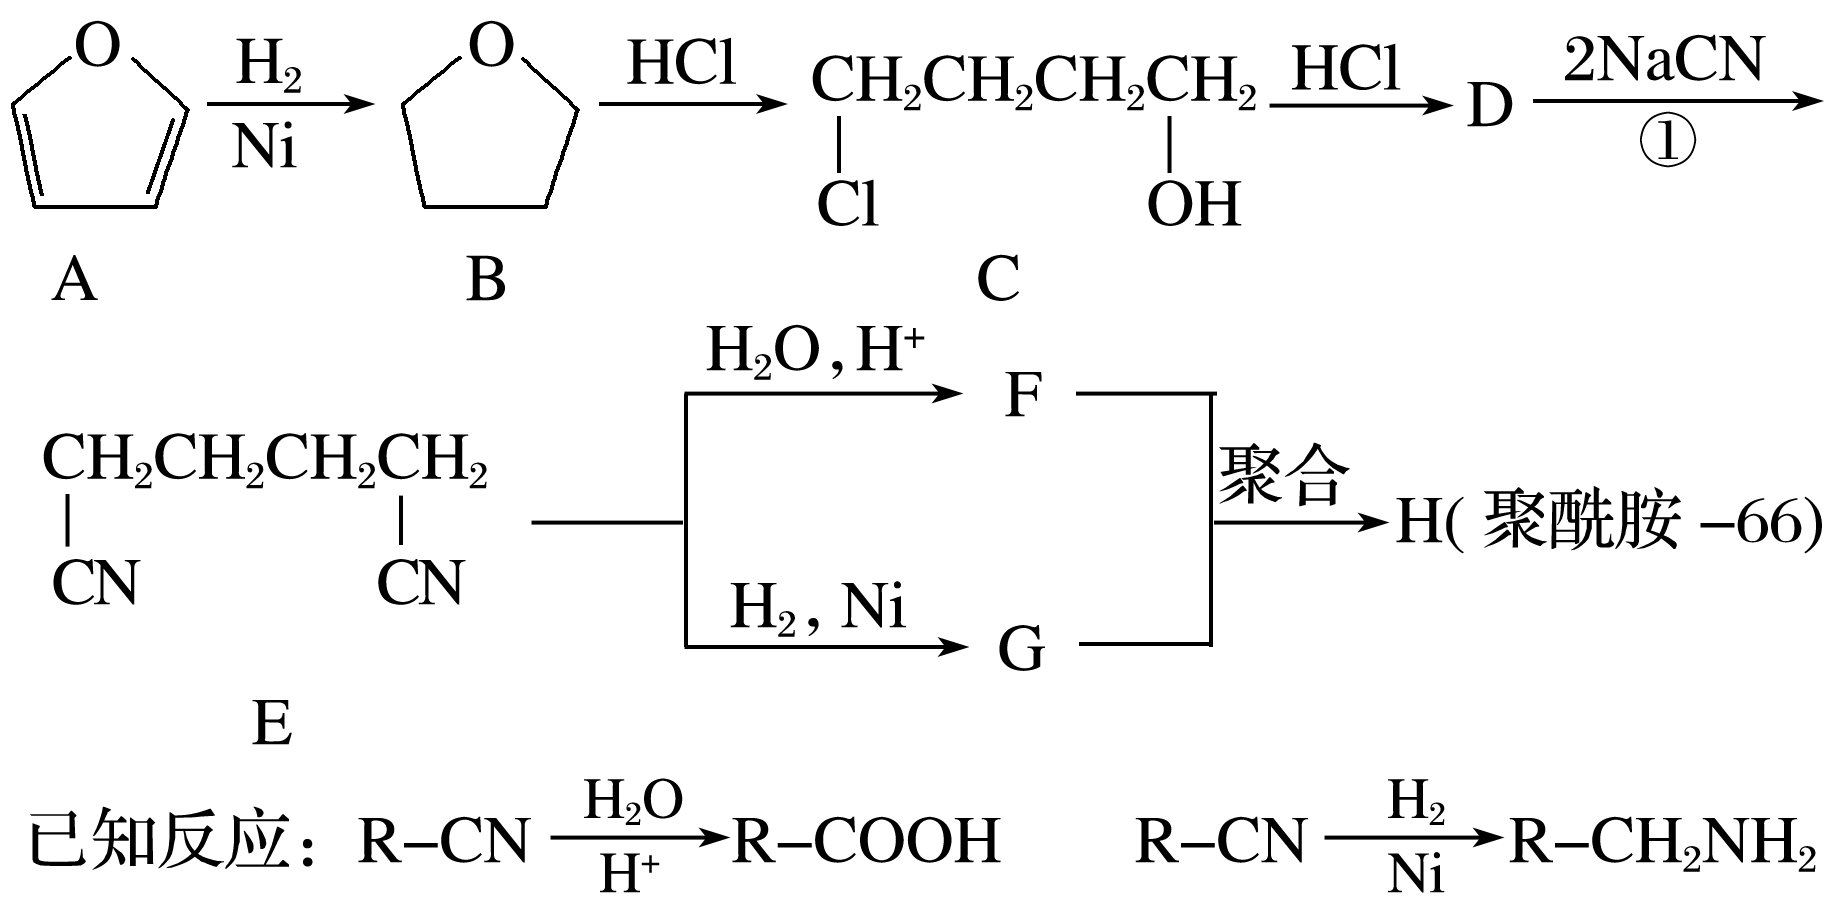 O H₂ Ni O HCl CH₂CH₂CH₂CH₂ HCl D 2NaCN ①
Cl OH
A B C
H₂O,H⁺ F
CH₂CH₂CH₂CH₂ 聚合 H(聚酰胺-66)
CN CN
H₂,Ni G
E
已知反应: R-CN H₂O H⁺ R-COOH R-CN H₂ Ni R-CH₂NH₂